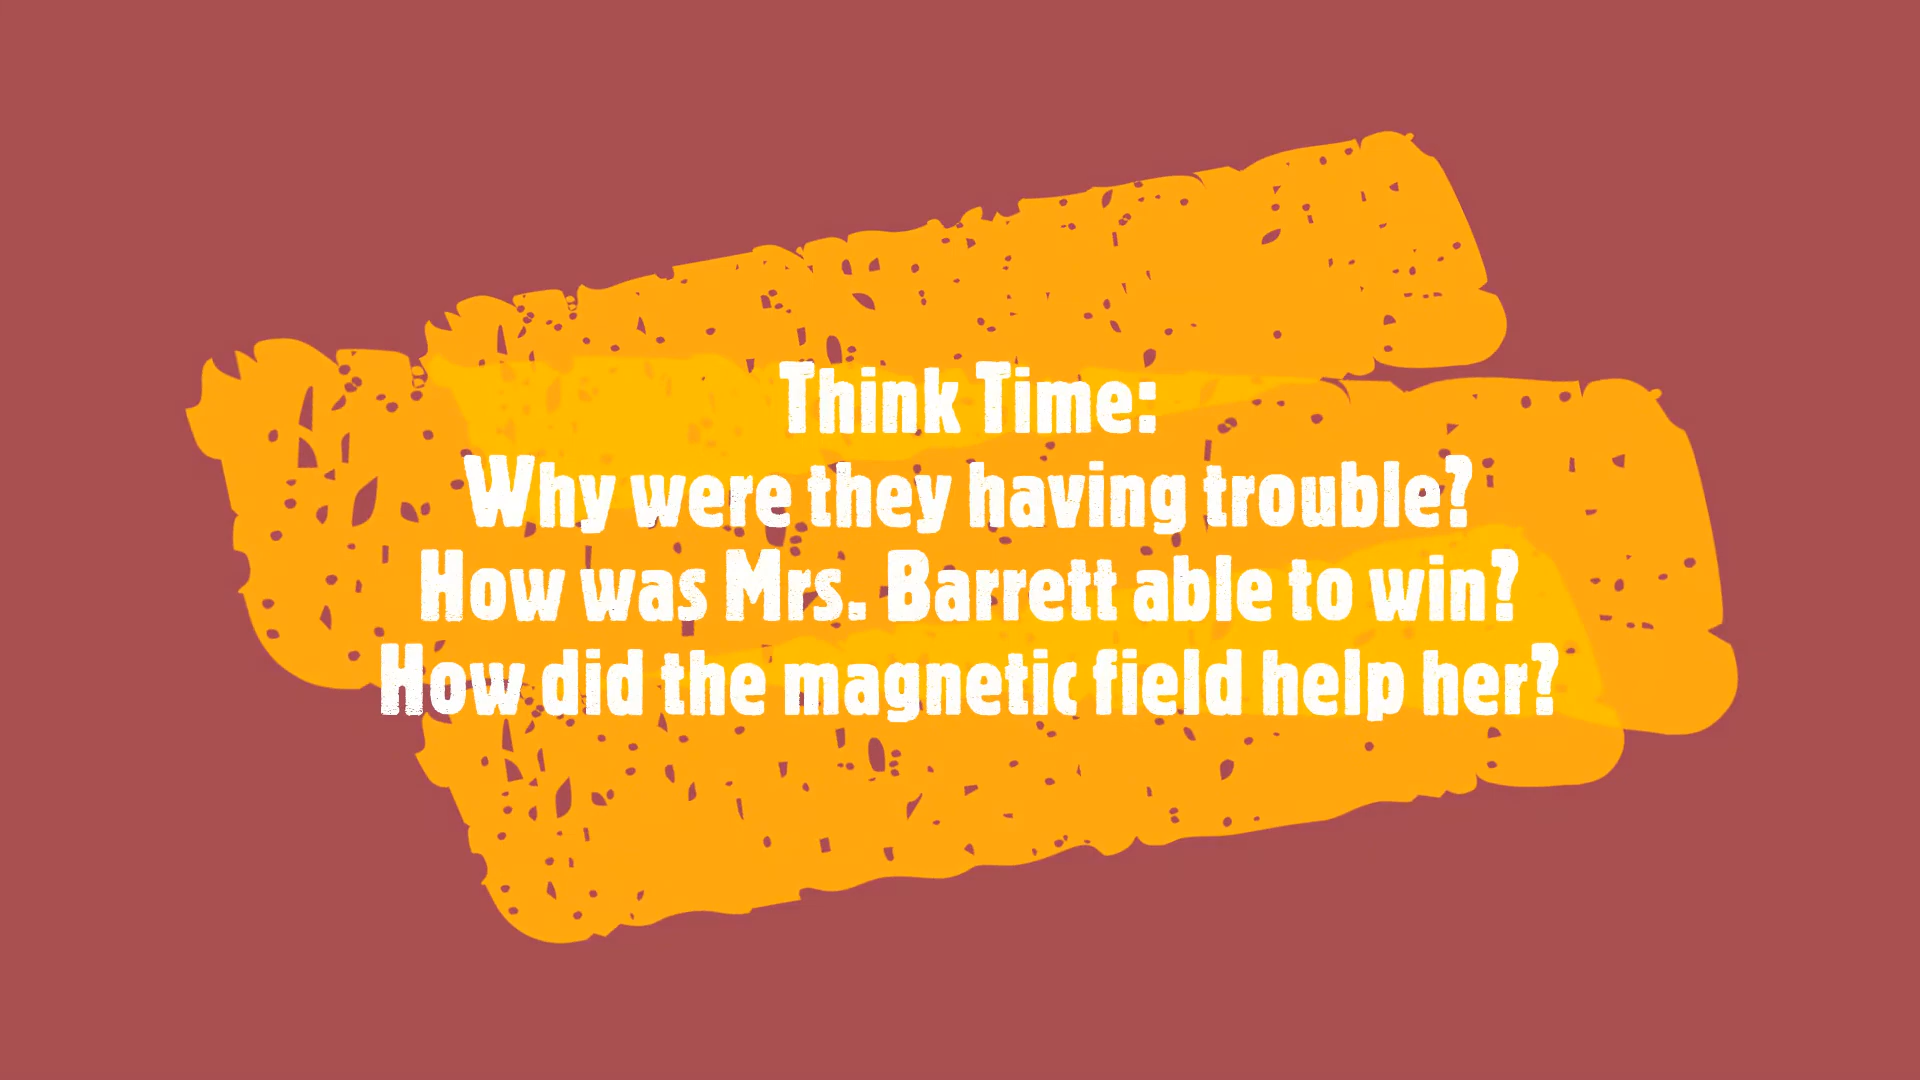 Think Time:
Why were they having trouble?
How was Mrs. Barrett able to win?
How did the magnetic field help her?